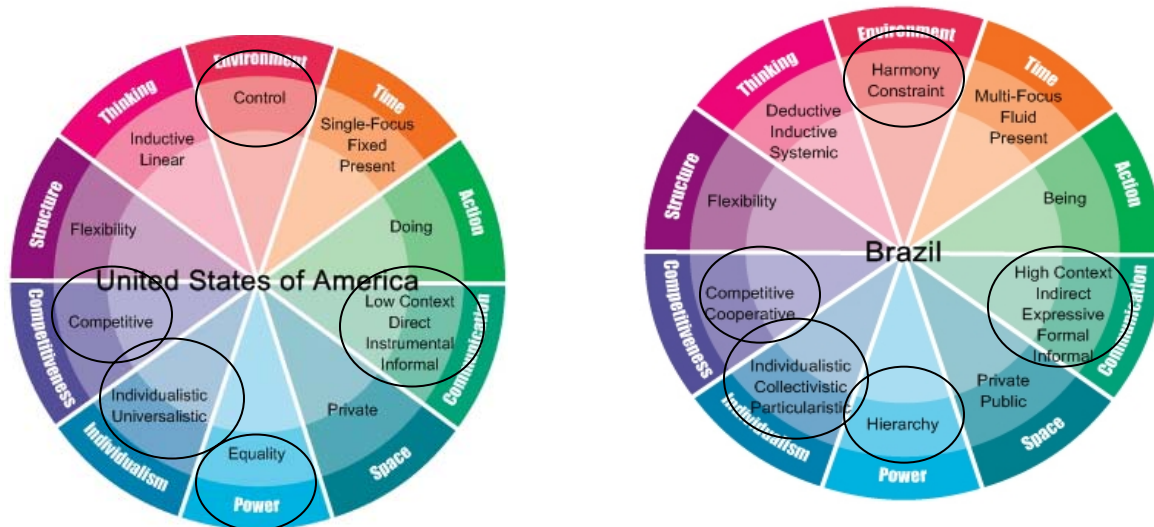 Environment
Control
Time
Single-Focus
Fixed
Present
Action
Doing
Communication
Low Context
Direct
Instrumental
Informal
Space
Private
Power
Equality
Individualism
Individualistic
Universalistic
Competitiveness
Competitive
Structure
Flexibility
Thinking
Inductive
Linear
United States of America
Environment
Harmony
Constraint
Time
Multi-Focus
Fluid
Present
Action
Being
Communication
High Context
Indirect
Expressive
Formal
Informal
Space
Private
Public
Power
Hierarchy
Individualism
Individualistic
Collectivistic
Particularistic
Competitiveness
Competitive
Cooperative
Structure
Flexibility
Thinking
Deductive
Inductive
Systemic
Brazil